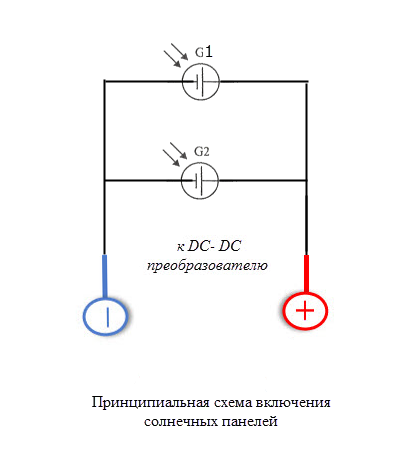 G1
G2
к DC- DC
преобразователю
Принципиальная схема включения
солнечных панелей